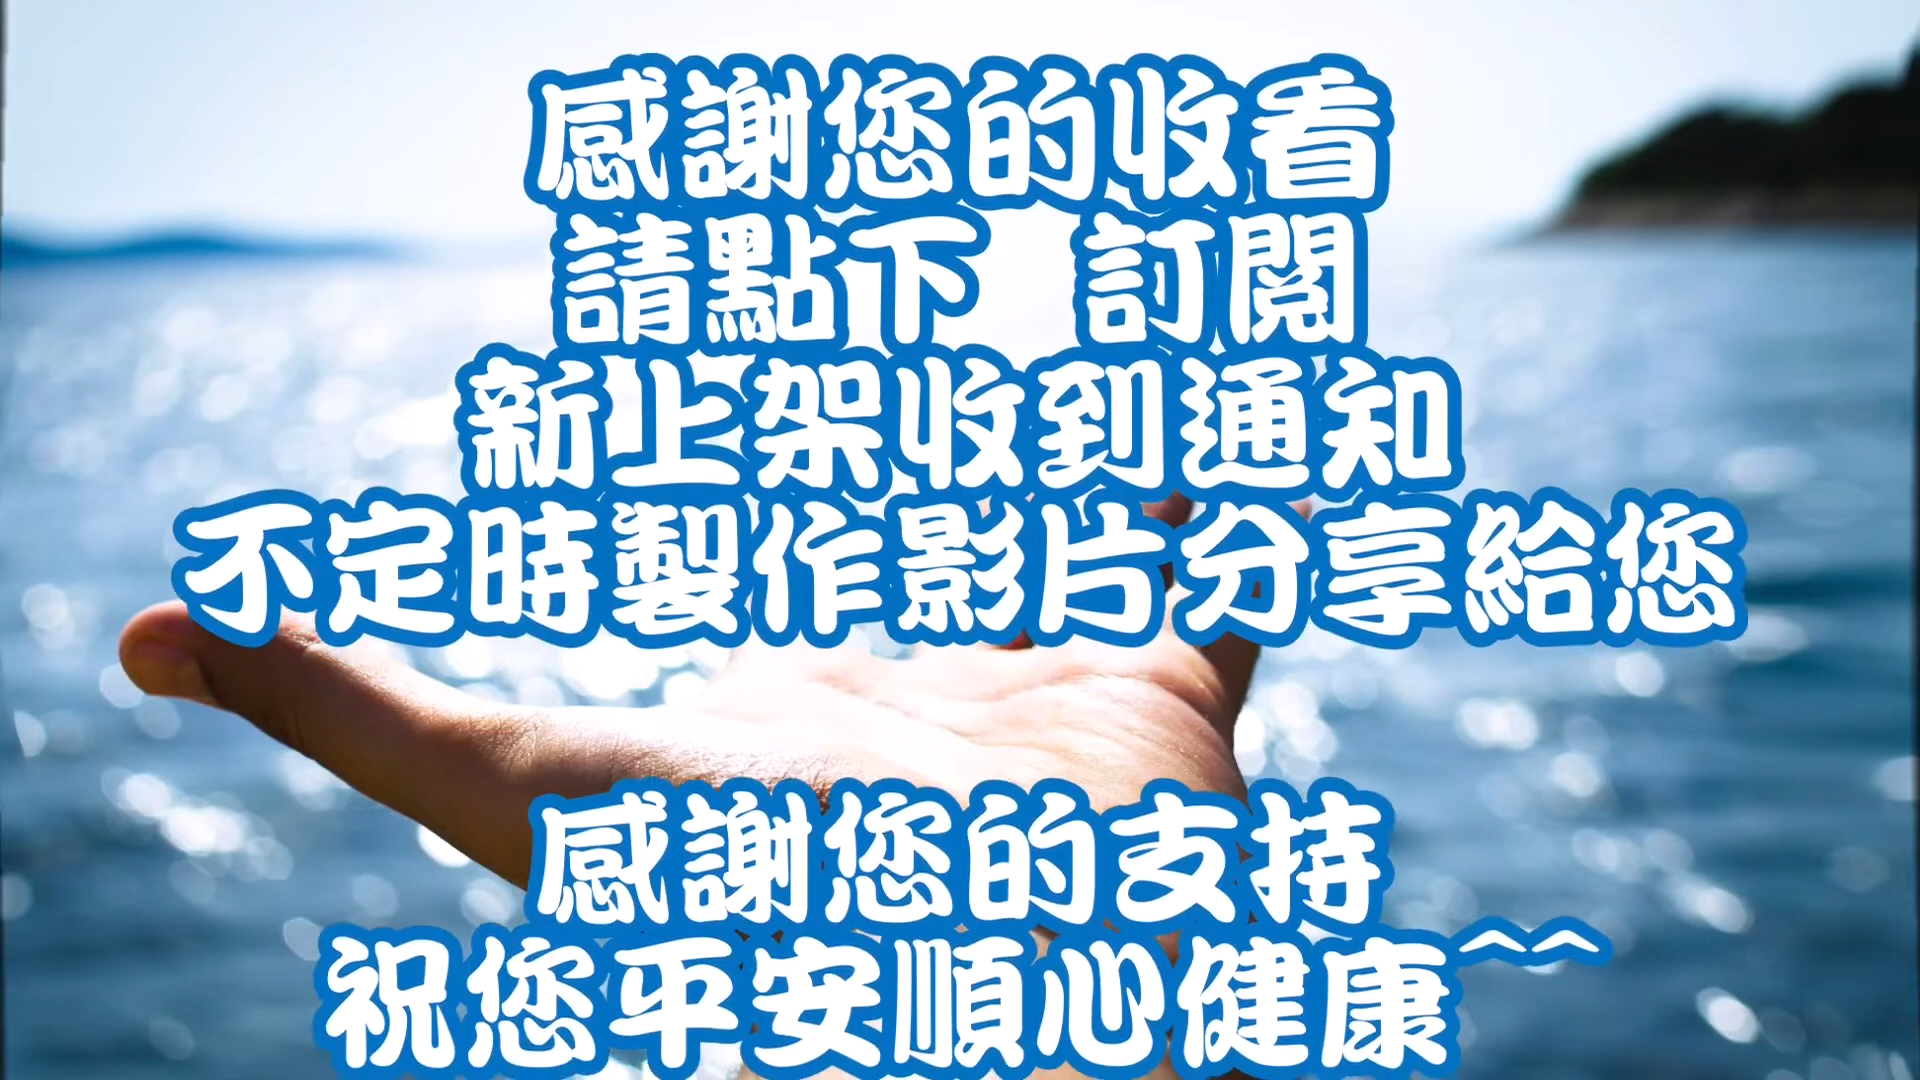 感謝您的收看
請點下 訂閱
新上架收到通知
不定時製作影片分享給您
感謝您的支持
祝您平安順心健康^^